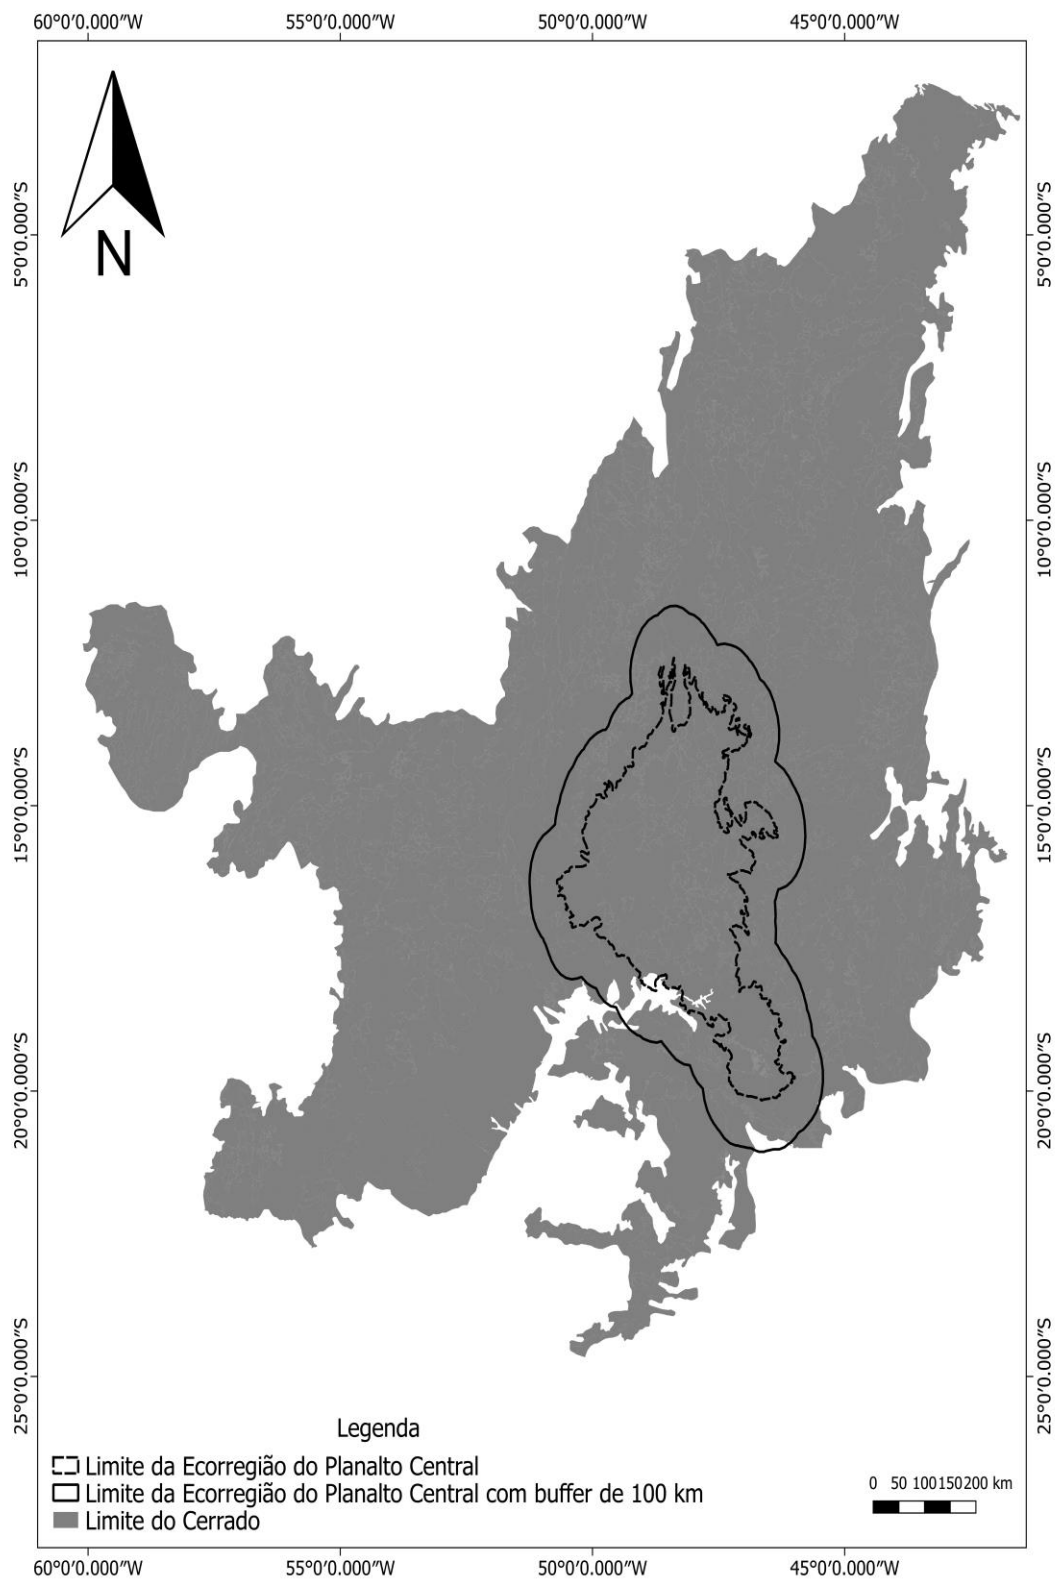 60°0′0.000″W 55°0′0.000″W 50°0′0.000″W 45°0′0.000″W
N
5°0′0.000″S 5°0′0.000″S
10°0′0.000″S 10°0′0.000″S
15°0′0.000″S 15°0′0.000″S
20°0′0.000″S 20°0′0.000″S
25°0′0.000″S 25°0′0.000″S
Legenda
Limite da Ecorregião do Planalto Central
Limite da Ecorregião do Planalto Central com buffer de 100 km
Limite do Cerrado
0 50 100 150 200 km
60°0′0.000″W 55°0′0.000″W 50°0′0.000″W 45°0′0.000″W